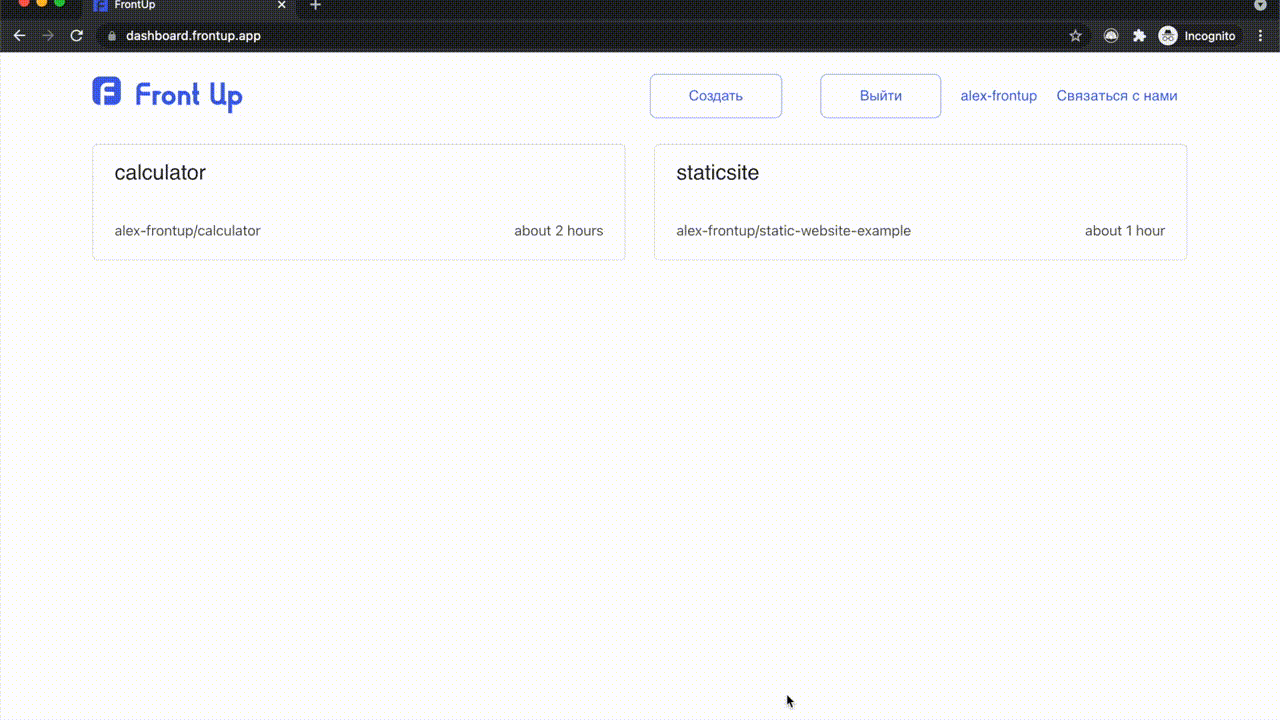 FrontUp
dashboard.frontup.app
Incognito
Front Up
Создать
Выйти
alex-frontup
Связаться с нами
calculator
staticsite
alex-frontup/calculator
about 2 hours
alex-frontup/static-website-example
about 1 hour